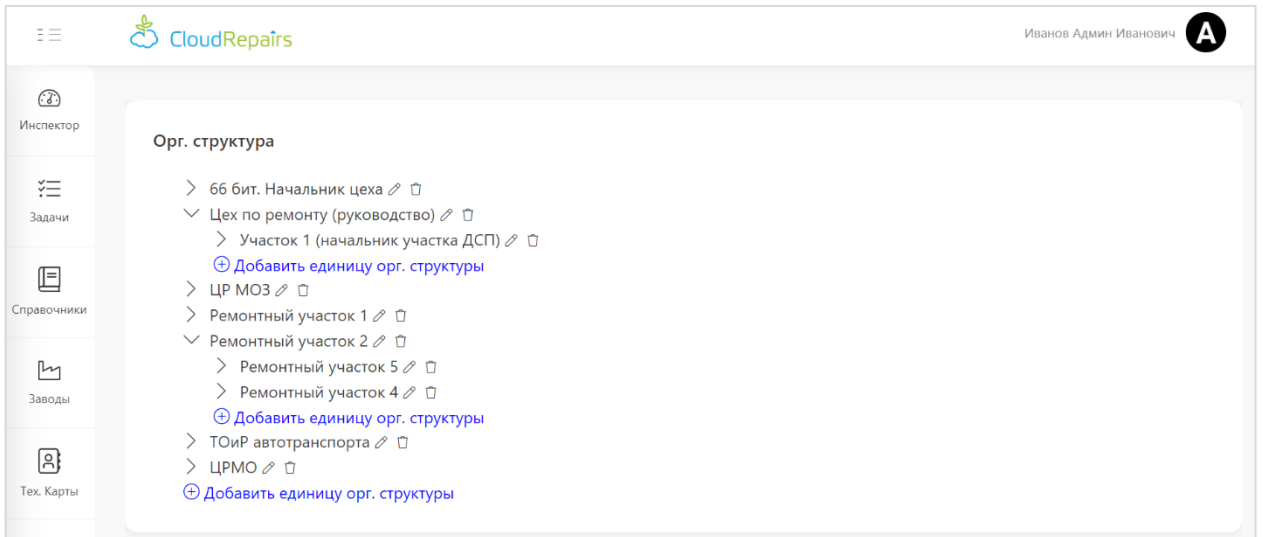 CloudRepairs
Иванов Админ Иванович
A
Инспектор
Задачи
Справочники
Заводы
Тех. Карты
Орг. структура
66 бит. Начальник цеха
Цех по ремонту (руководство)
Участок 1 (начальник участка ДСП)
Добавить единицу орг. структуры
ЦР МОЗ
Ремонтный участок 1
Ремонтный участок 2
Ремонтный участок 5
Ремонтный участок 4
Добавить единицу орг. структуры
ТОиР автотранспорта
ЦРМО
Добавить единицу орг. структуры